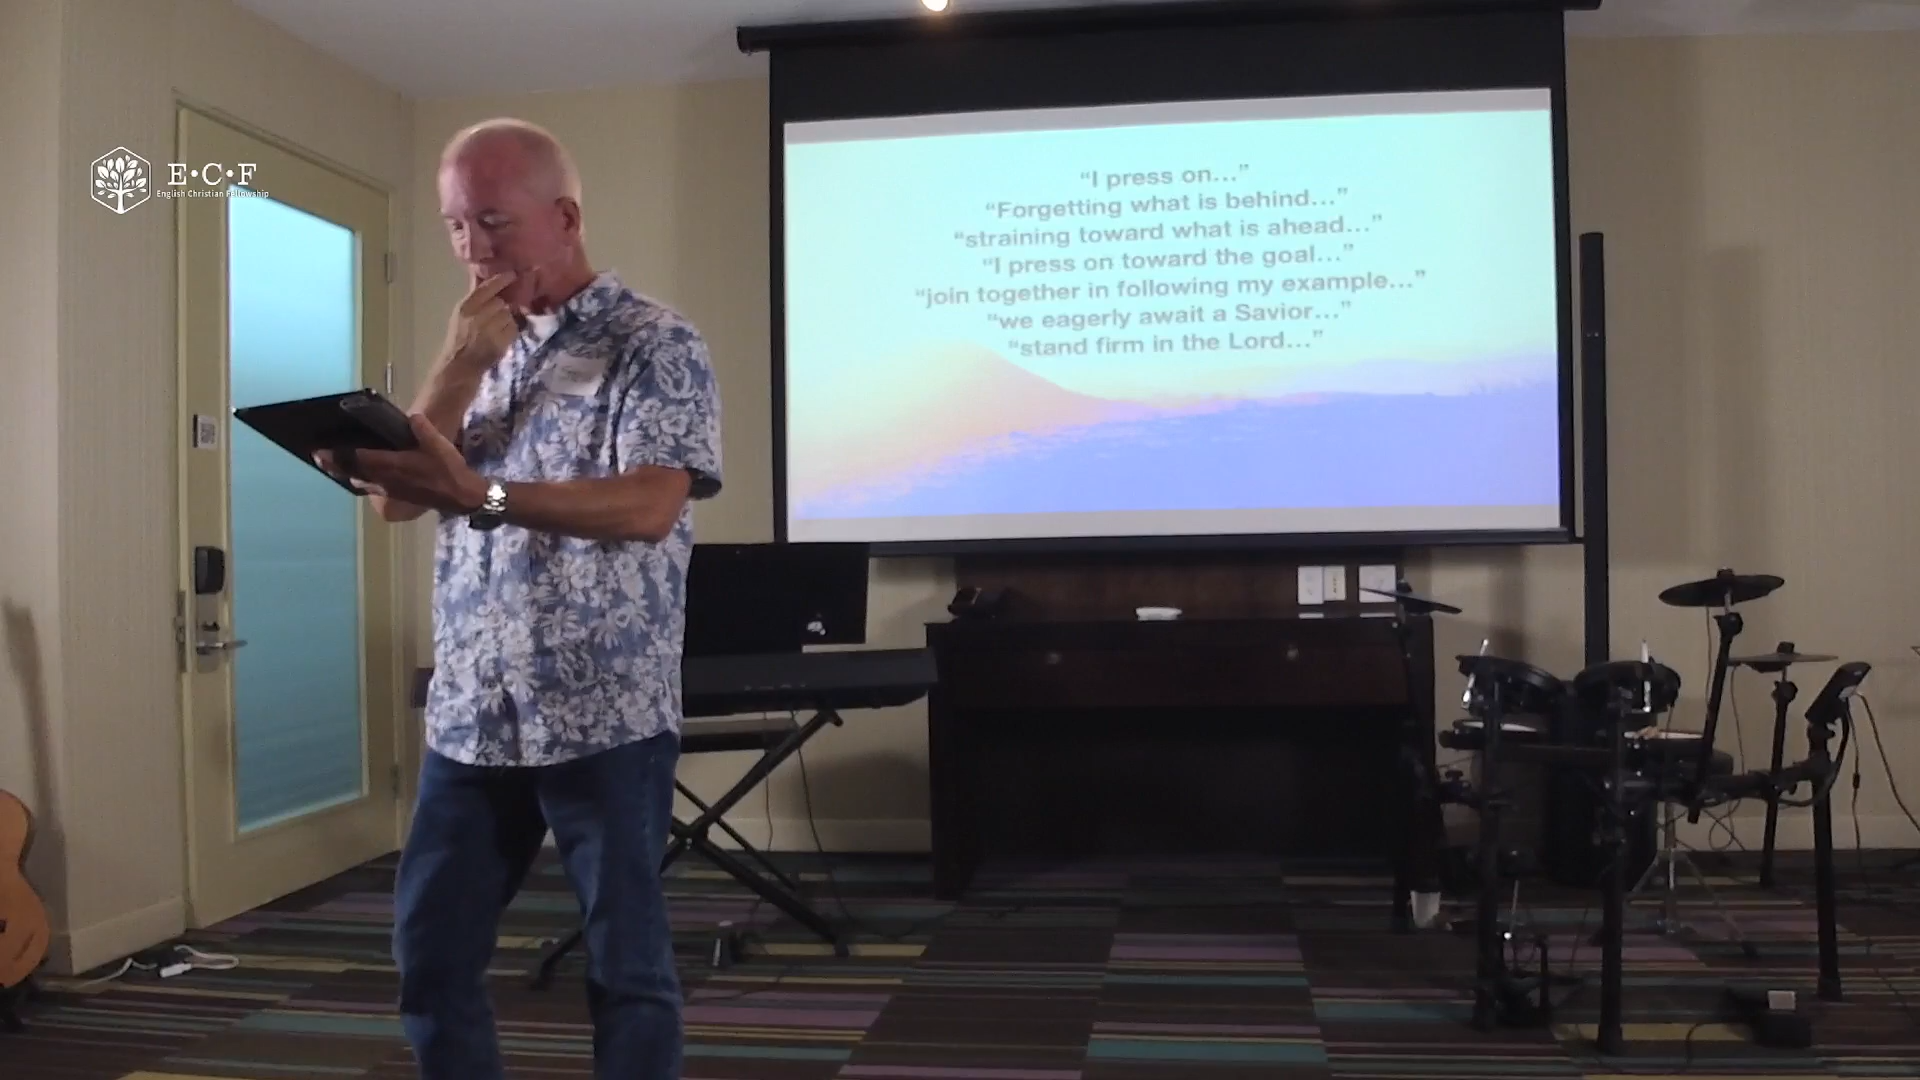 E•C•F
English Christian Fellowship
“I press on...”
“Forgetting what is behind...”
“straining toward what is ahead...”
“I press on toward the goal...”
“join together in following my example...”
“we eagerly await a Savior...”
“stand firm in the Lord...”